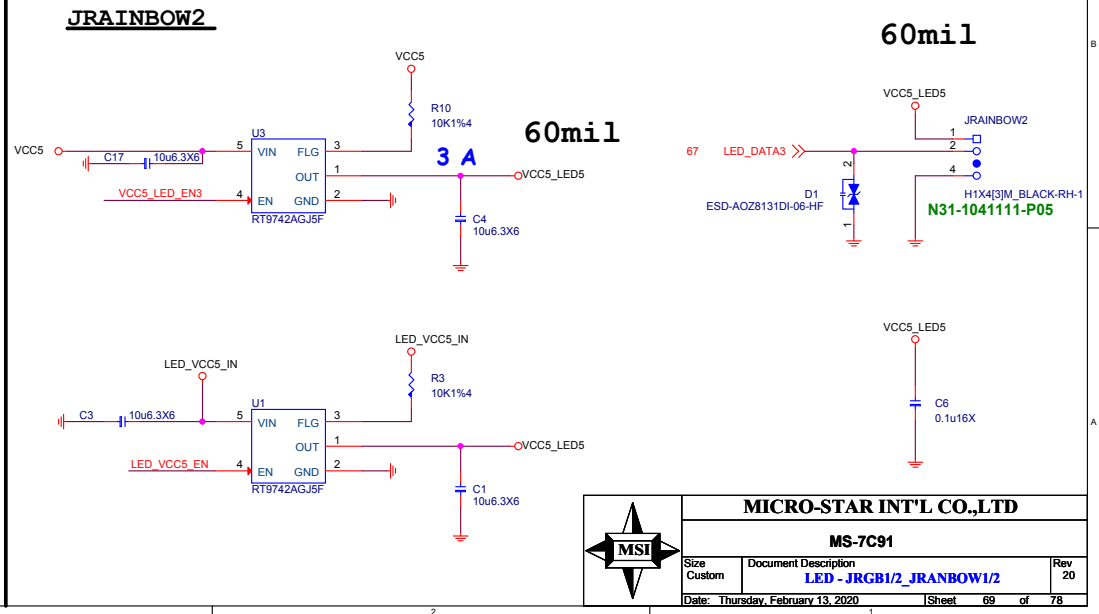 JRAINBOW2
60mil
B
VCC5
R10
10K1%4
60mil
U3
VCC5
C17
10u6.3X6
5
VIN
FLG
3
3 A
OUT
1
VCC5_LED5
VCC5_LED_EN3
4
EN
GND
2
RT9742AGJ5F
C4
10u6.3X6
VCC5_LED5
JRAINBOW2
1
67
LED_DATA3
2
2
4
D1
ESD-AOZ8131DI-06-HF
1
H1X4[3]M_BLACK-RH-1
N31-1041111-P05
LED_VCC5_IN
LED_VCC5_IN
R3
10K1%4
U1
C3
10u6.3X6
5
VIN
FLG
3
OUT
1
VCC5_LED5
LED_VCC5_EN
4
EN
GND
2
RT9742AGJ5F
C1
10u6.3X6
VCC5_LED5
C6
0.1u16X
A
MSI
MICRO-STAR INT'L CO.,LTD
MS-7C91
Size
Custom
Document Description
LED - JRGB1/2_JRANBOW1/2
Rev
20
Date: Thursday, February 13, 2020
Sheet 69 of 78
2
1